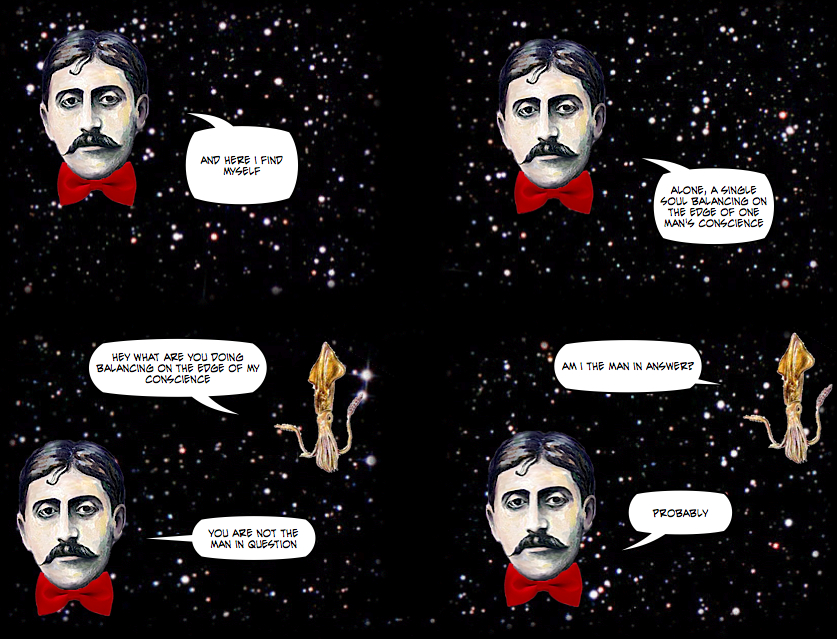 AND HERE I FIND
MYSELF
ALONE, A SINGLE
SOUL BALANCING ON
THE EDGE OF ONE
MAN'S CONSCIENCE
HEY WHAT ARE YOU DOING
BALANCING ON THE EDGE OF MY
CONSCIENCE
YOU ARE NOT THE
MAN IN QUESTION
AM I THE MAN IN ANSWER?
PROBABLY